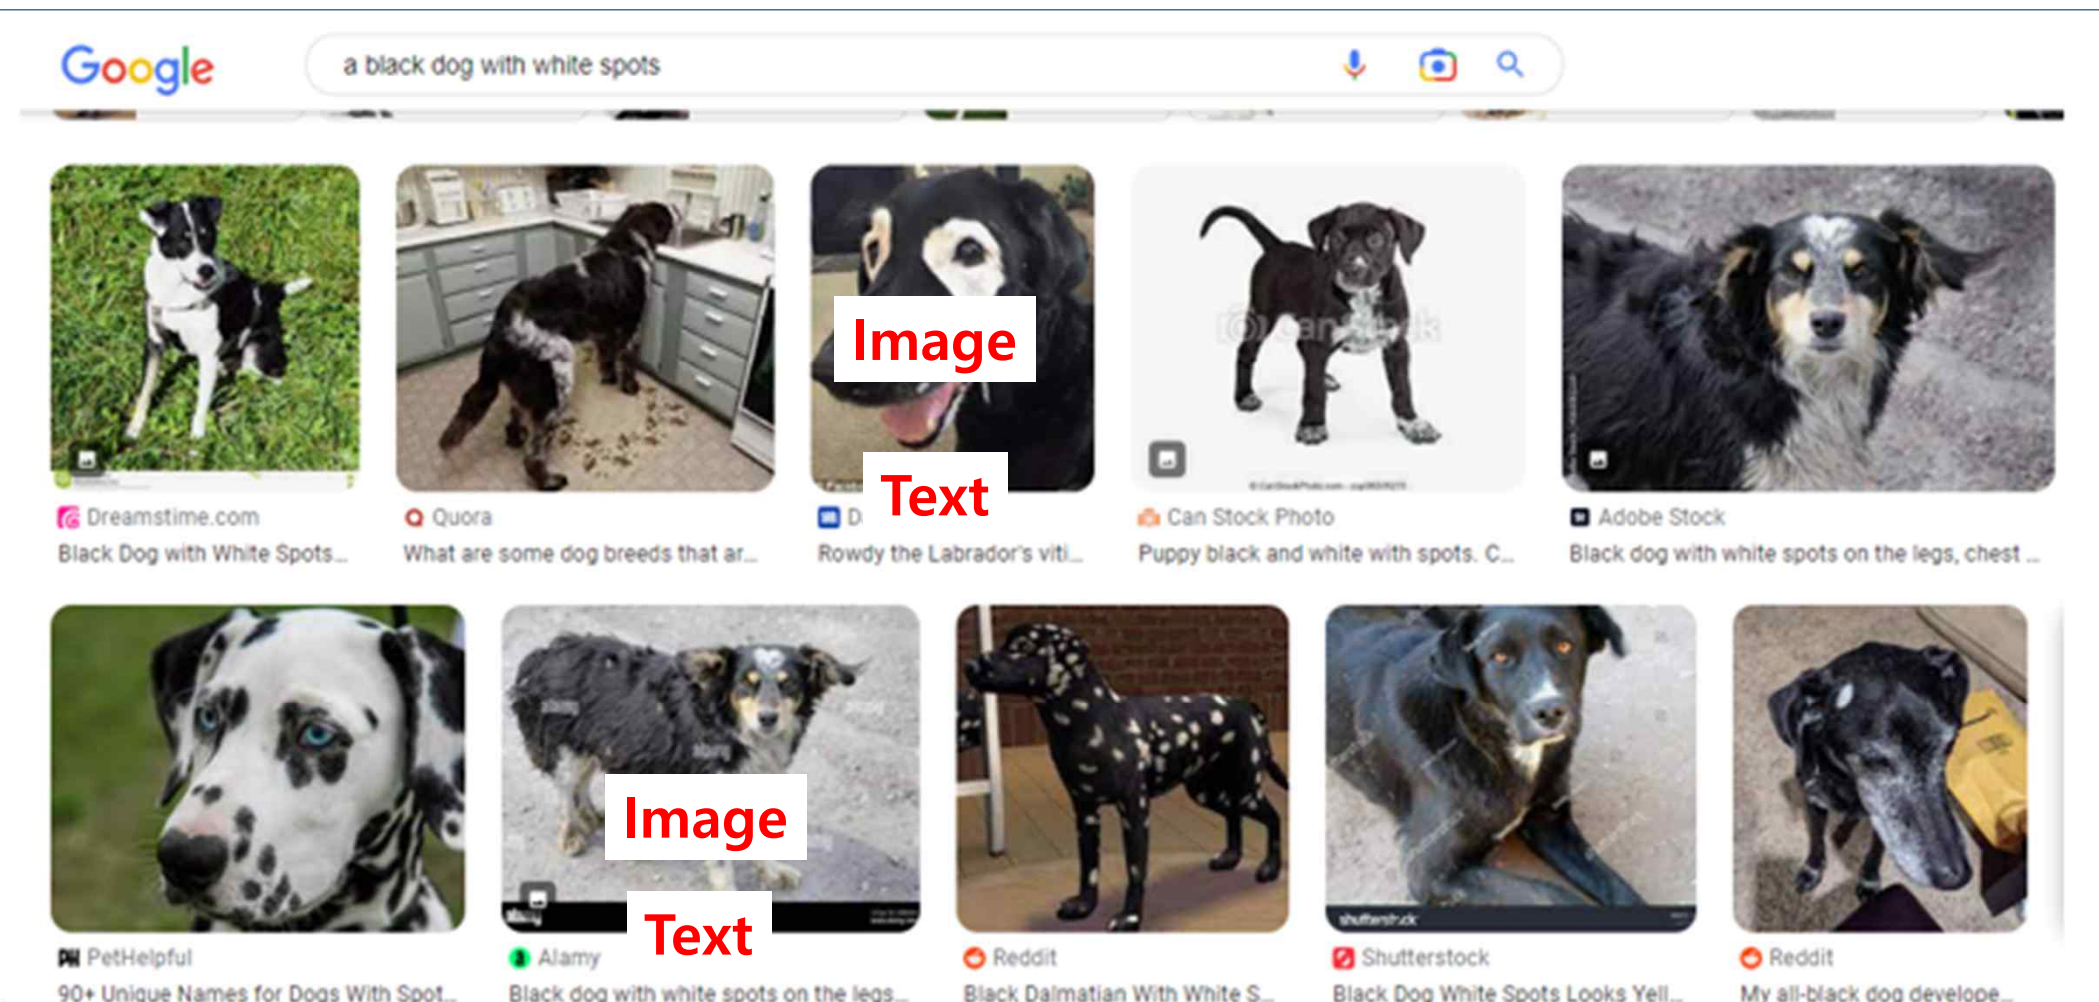 Google
a black dog with white spots
Image
Text
Dreamstime.com
Quora
D
Can Stock Photo
Adobe Stock
Black Dog with White Spots...
What are some dog breeds that ar...
Rowdy the Labrador's viti...
Puppy black and white with spots. C...
Black dog with white spots on the legs, chest ...
Image
shutterstock
Text
PetHelpful
Alamy
Reddit
Shutterstock
Reddit
90+ Unique Names for Dogs With Spot...
Black dog with white spots on the legs...
Black Dalmatian With White S...
Black Dog White Spots Looks Yell...
My all-black dog develope...